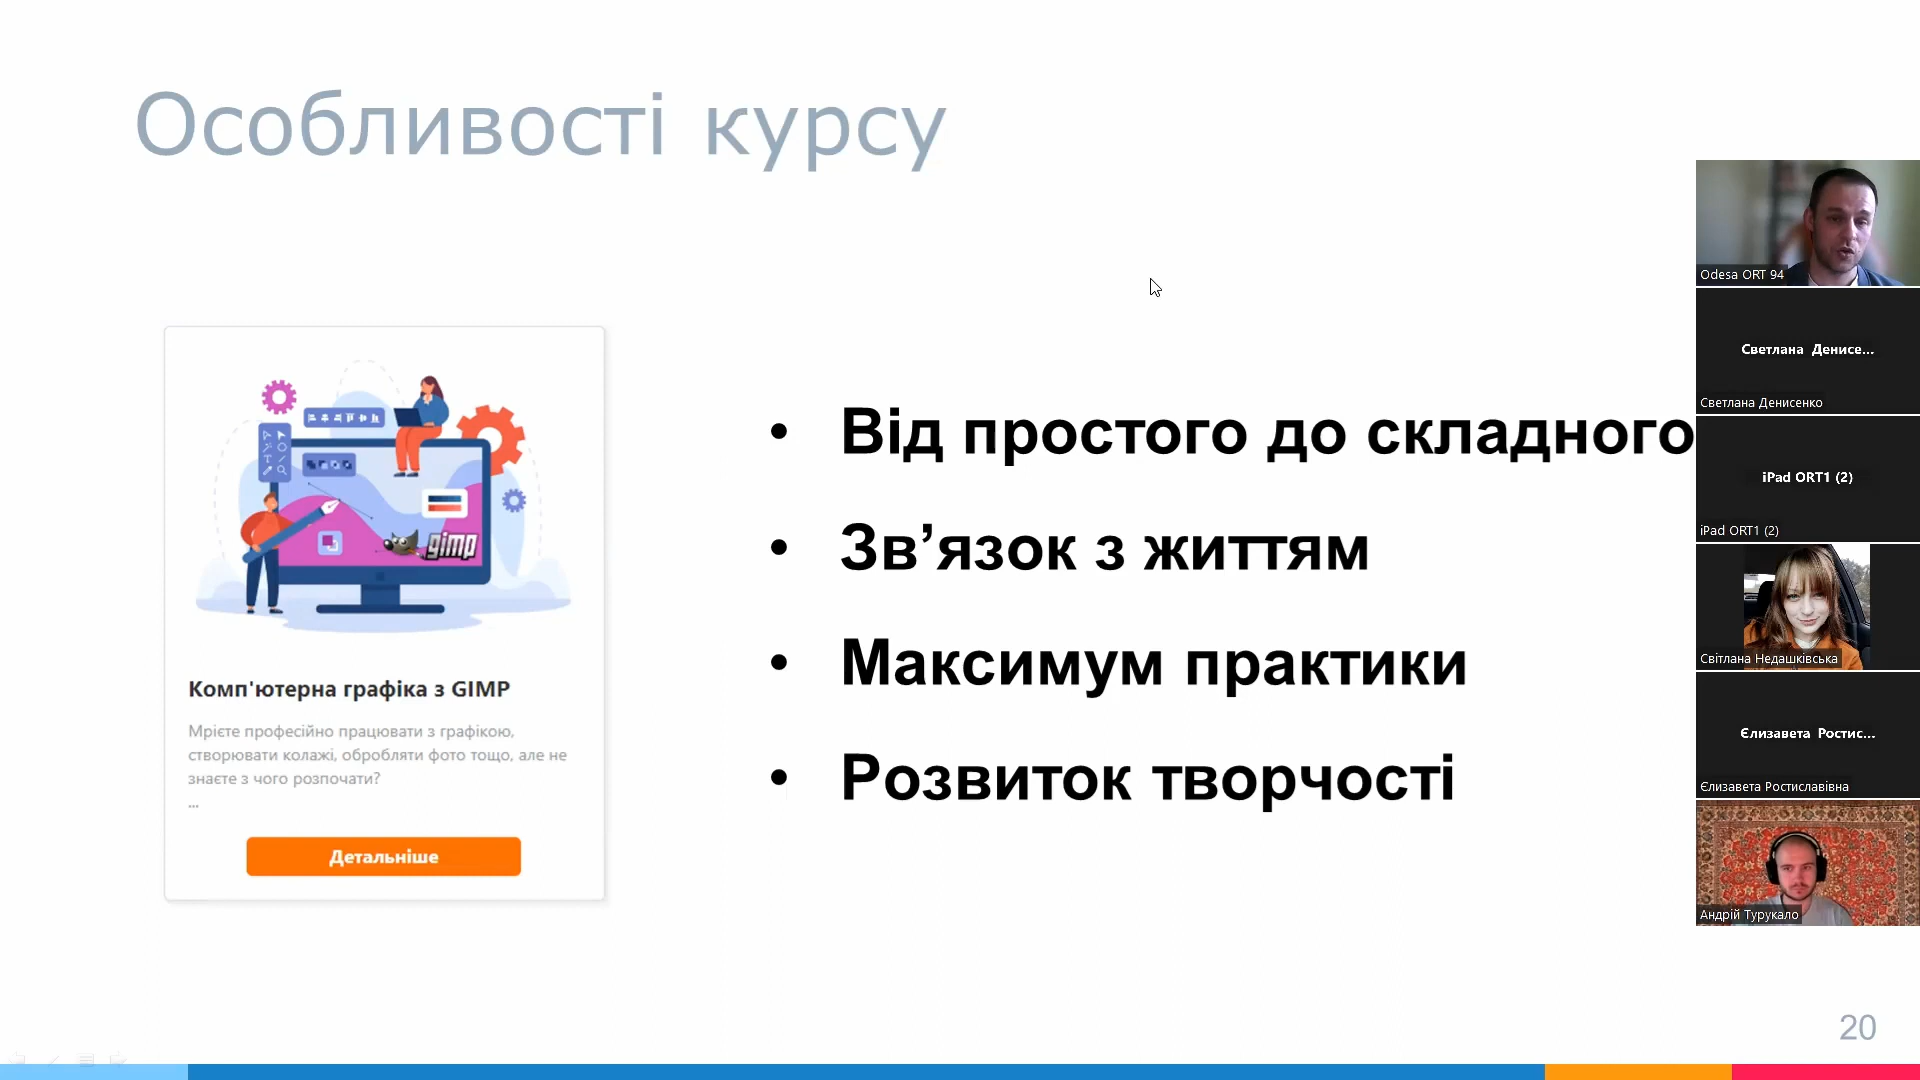 Особливості курсу
gimp
Комп'ютерна графіка з GIMP
Мрієте професійно працювати з графікою,
створювати колажі, обробляти фото тощо, але не
знаєте з чого розпочати?
...
Детальніше
• Від простого до складного
• Зв’язок з життям
• Максимум практики
• Розвиток творчості
Odesa ORT 94
Светлана Денисе...
Светлана Денисенко
iPad ORT1 (2)
iPad ORT1 (2)
Світлана Недашківська
Єлизавета Ростис...
Єлизавета Ростиславівна
Андрій Турукало
20